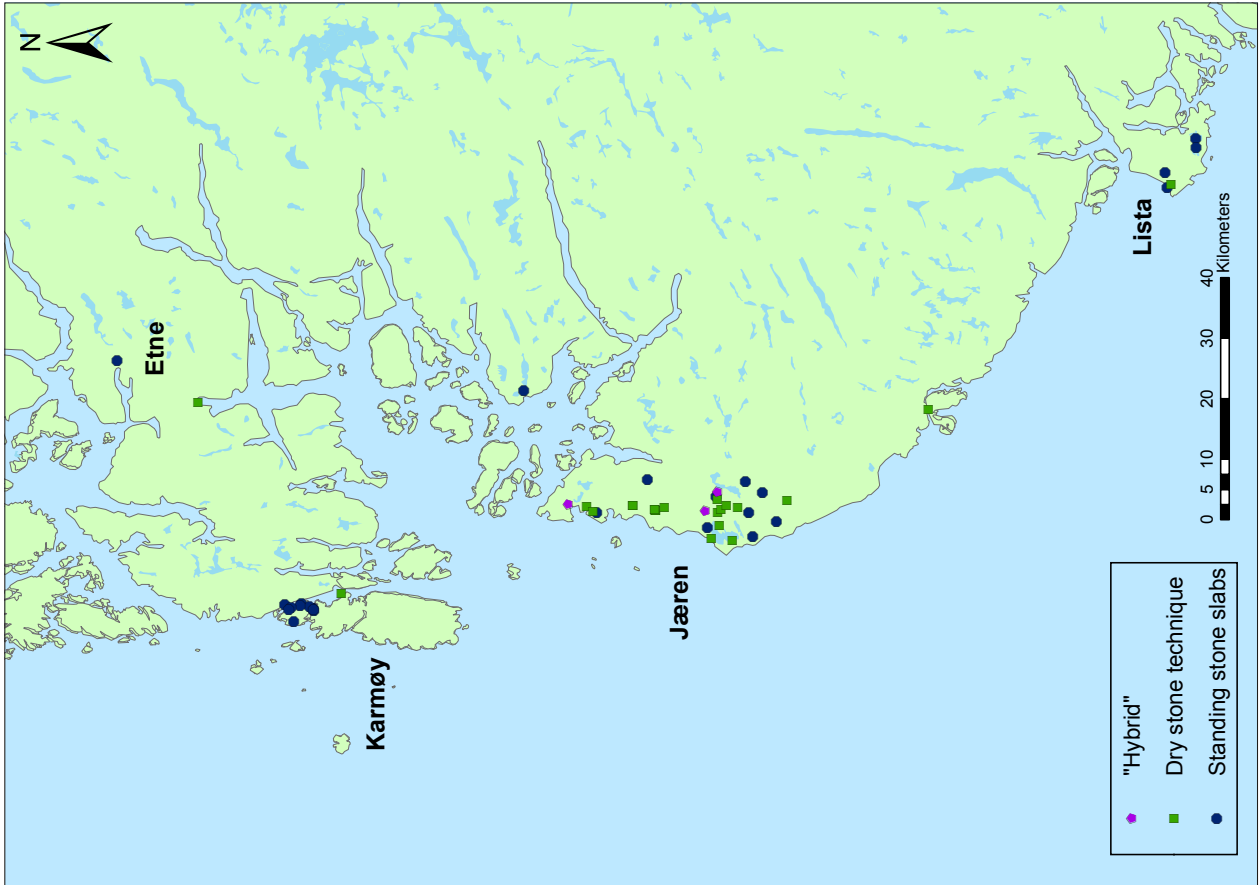 N
Etne
Karmøy
Jæren
Lista
"Hybrid"
Dry stone technique
Standing stone slabs
0 5 10 20 30 40
Kilometers